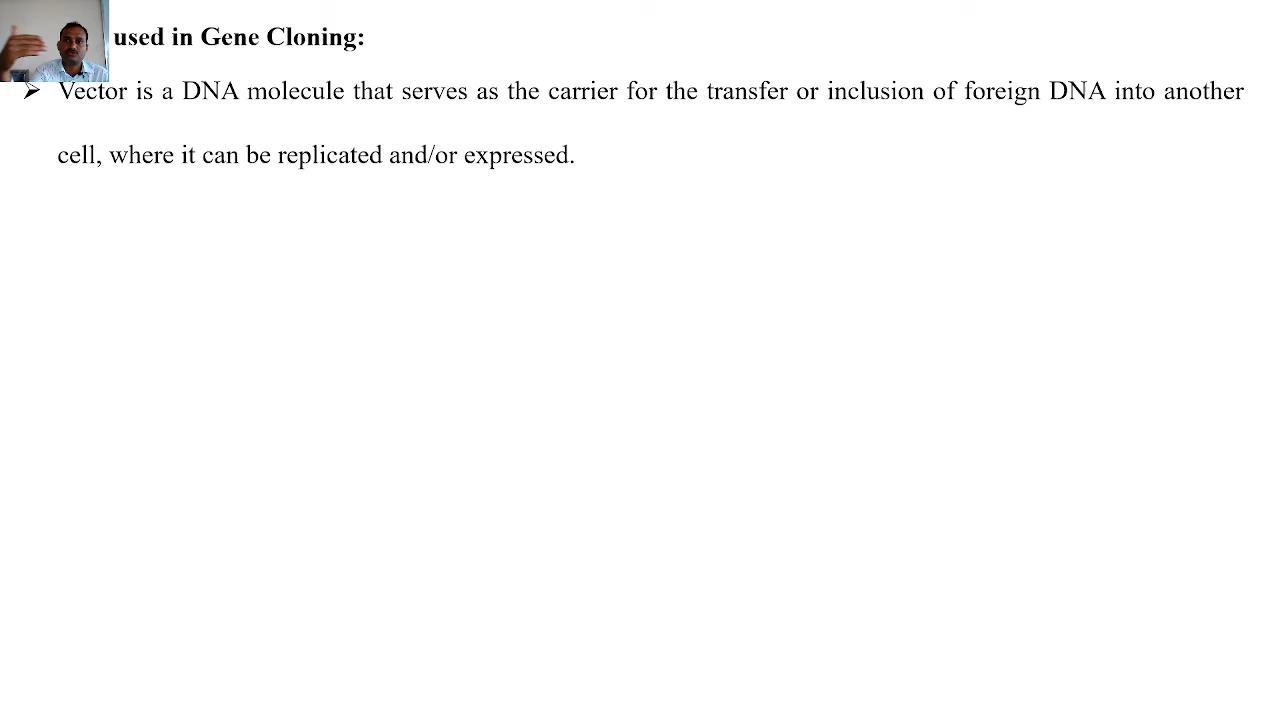 used in Gene Cloning:
➢ Vector is a DNA molecule that serves as the carrier for the transfer or inclusion of foreign DNA into another
cell, where it can be replicated and/or expressed.